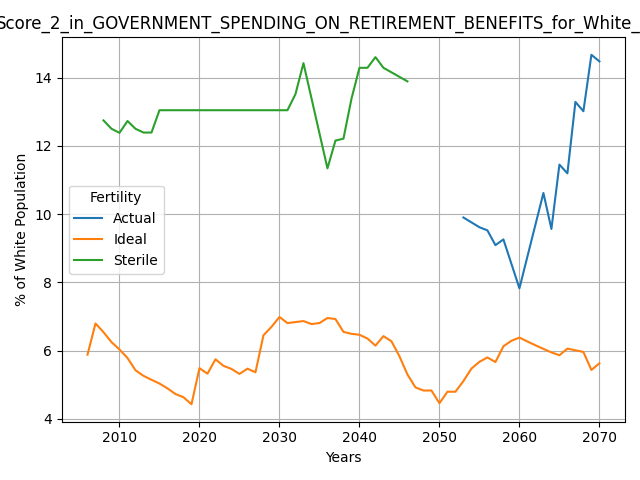 Score_2_in_GOVERNMENT_SPENDING_ON_RETIREMENT_BENEFITS_for_White_
14
12
10
8
6
4
% of White Population
Fertility
Actual
Ideal
Sterile
2010 2020 2030 2040 2050 2060 2070
Years